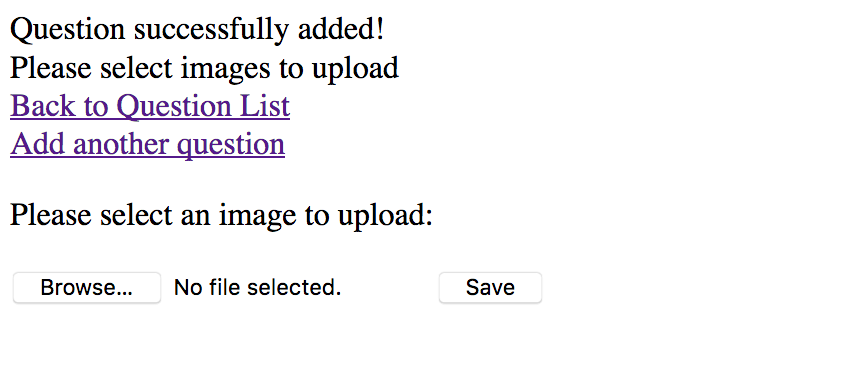 Question successfully added!
Please select images to upload
Back to Question List
Add another question
Please select an image to upload:
Browse... No file selected. Save